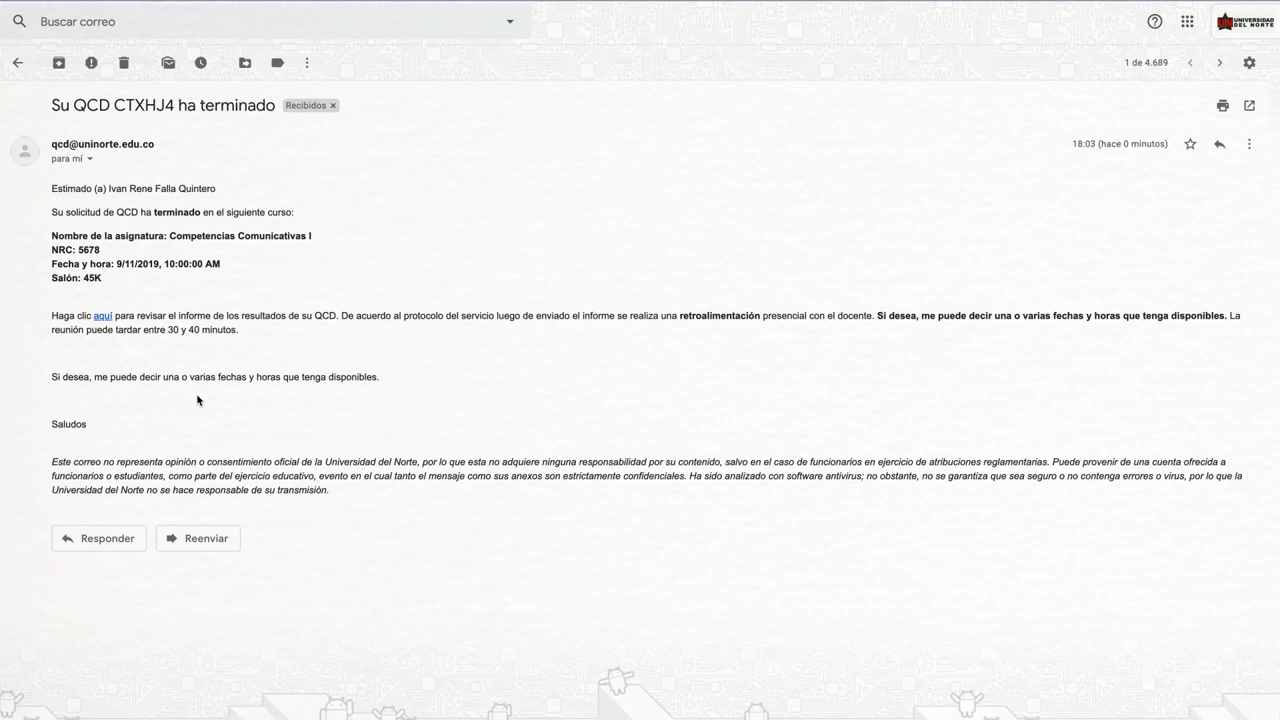 Buscar correo
UNIVERSIDAD
DEL NORTE
1 de 4.689
Su QCD CTXHJ4 ha terminado
Recibidos ×
qcd@uninorte.edu.co
18:03 (hace 0 minutos)
para mí
Estimado (a) Ivan Rene Falla Quintero
Su solicitud de QCD ha terminado en el siguiente curso:
Nombre de la asignatura: Competencias Comunicativas I
NRC: 5678
Fecha y hora: 9/11/2019, 10:00:00 AM
Salón: 45K
Haga clic aquí para revisar el informe de los resultados de su QCD. De acuerdo al protocolo del servicio luego de enviado el informe se realiza una retroalimentación presencial con el docente. Si desea, me puede decir una o varias fechas y horas que tenga disponibles. La
reunión puede tardar entre 30 y 40 minutos.
Si desea, me puede decir una o varias fechas y horas que tenga disponibles.
Saludos
Este correo no representa opinión o consentimiento oficial de la Universidad del Norte, por lo que esta no adquiere ninguna responsabilidad por su contenido, salvo en el caso de funcionarios en ejercicio de atribuciones reglamentarias. Puede provenir de una cuenta ofrecida a
funcionarios o estudiantes, como parte del ejercicio educativo, evento en el cual tanto el mensaje como sus anexos son estrictamente confidenciales. Ha sido analizado con software antivirus; no obstante, no se garantiza que sea seguro o no contenga errores o virus, por lo que la
Universidad del Norte no se hace responsable de su transmisión.
Responder
Reenviar